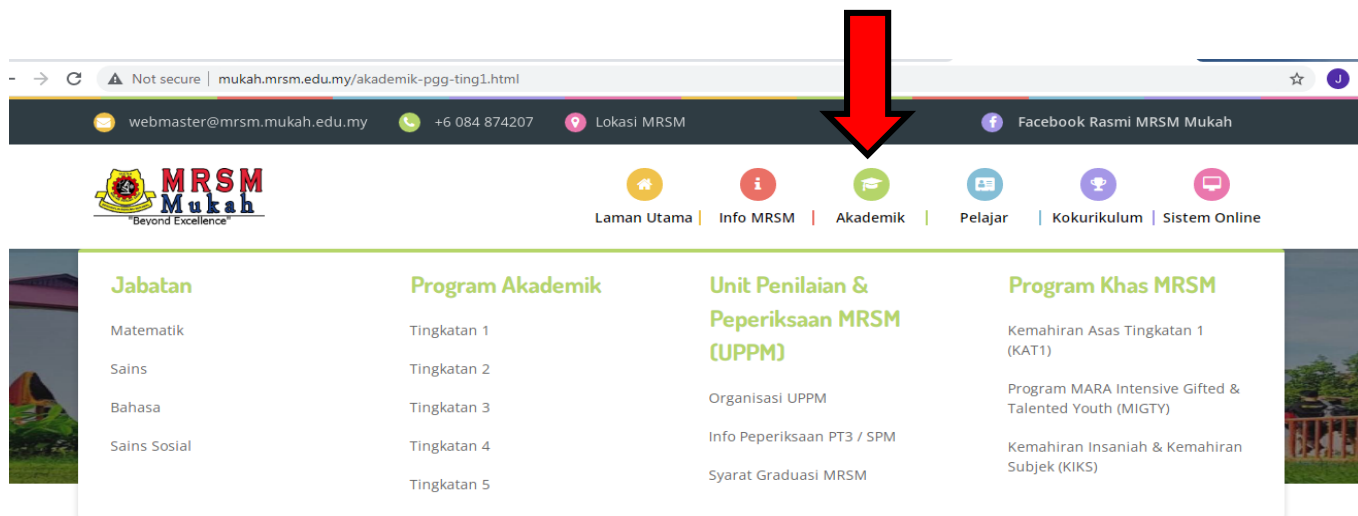 Not secure | mukah.mrsm.edu.my/akademik-pgg-ting1.html
J
webmaster@mrsm.mukah.edu.my +6 084 874207 Lokasi MRSM Facebook Rasmi MRSM Mukah
MRSM
Mukah
"Beyond Excellence"
Laman Utama | Info MRSM | Akademik | Pelajar | Kokurikulum | Sistem Online
Jabatan
Matematik
Sains
Bahasa
Sains Sosial
Program Akademik
Tingkatan 1
Tingkatan 2
Tingkatan 3
Tingkatan 4
Tingkatan 5
Unit Penilaian &
Peperiksaan MRSM
(UPPM)
Organisasi UPPM
Info Peperiksaan PT3 / SPM
Syarat Graduasi MRSM
Program Khas MRSM
Kemahiran Asas Tingkatan 1
(KAT1)
Program MARA Intensive Gifted &
Talented Youth (MIGTY)
Kemahiran Insaniah & Kemahiran
Subjek (KIKS)